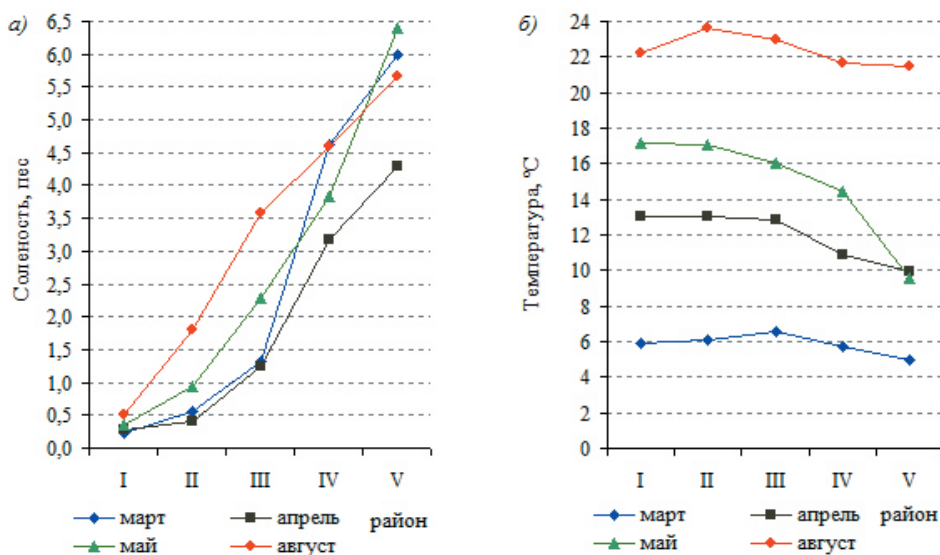 а)
Соленость, пес
6,5
6,0
5,5
5,0
4,5
4,0
3,5
3,0
2,5
2,0
1,5
1,0
0,5
0,0
I II III IV V
март апрель район
май август
б)
Температура, ºC
24
22
20
18
16
14
12
10
8
6
4
2
0
I II III IV V
март апрель район
май август